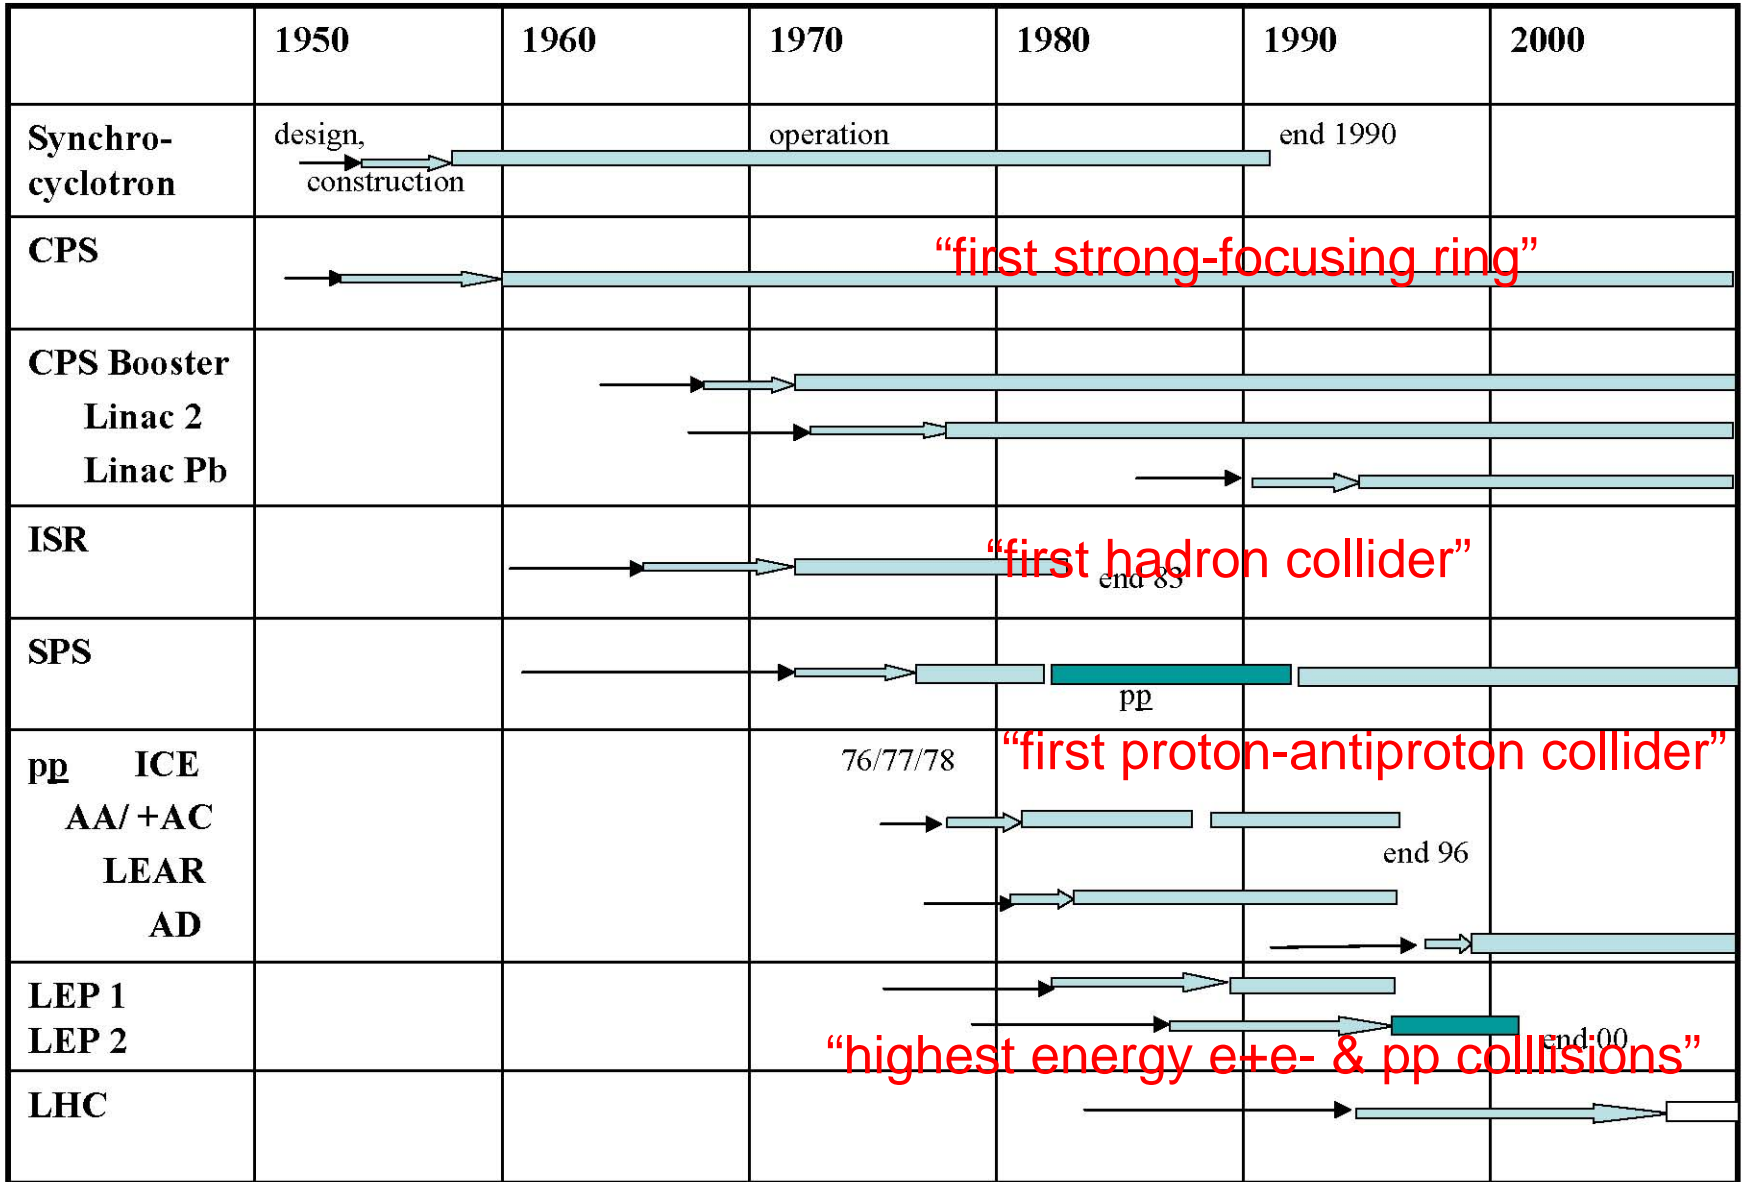 1950 1960 1970 1980 1990 2000
Synchro-
cyclotron
design,
construction
operation
end 1990
CPS
“first strong-focusing ring”
CPS Booster
Linac 2
Linac Pb
ISR
“first hadron collider”
end 83
SPS
pp
pp ICE
76/77/78
“first proton-antiproton collider”
AA/ +AC
end 96
LEAR
AD
LEP 1
LEP 2
end 00
“highest energy e+e- & pp colllisions”
LHC